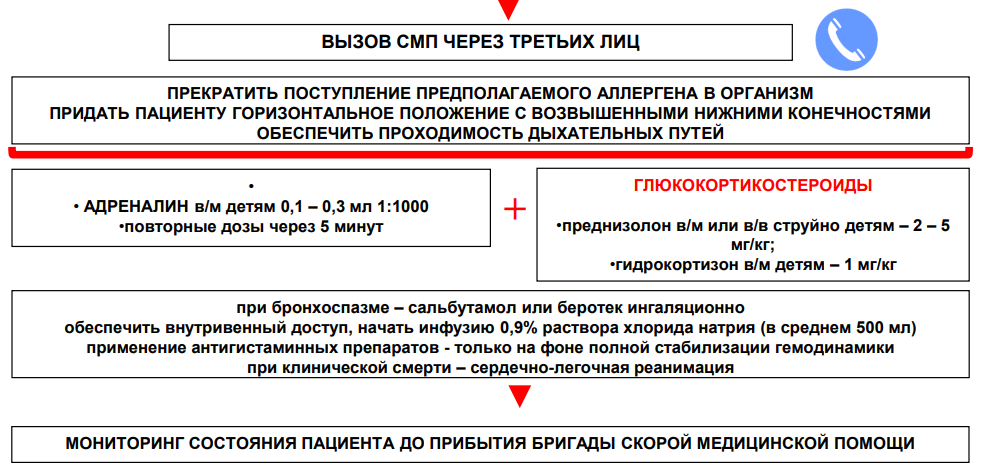 ВЫЗОВ СМП ЧЕРЕЗ ТРЕТЬИХ ЛИЦ
ПРЕКРАТИТЬ ПОСТУПЛЕНИЕ ПРЕДПОЛАГАЕМОГО АЛЛЕРГЕНА В ОРГАНИЗМ
ПРИДАТЬ ПАЦИЕНТУ ГОРИЗОНТАЛЬНОЕ ПОЛОЖЕНИЕ С ВОЗВЫШЕННЫМИ НИЖНИМИ КОНЕЧНОСТЯМИ
ОБЕСПЕЧИТЬ ПРОХОДИМОСТЬ ДЫХАТЕЛЬНЫХ ПУТЕЙ
•
• АДРЕНАЛИН в/м детям 0,1 – 0,3 мл 1:1000
•повторные дозы через 5 минут
+
ГЛЮКОКОРТИКОСТЕРОИДЫ
•преднизолон в/м или в/в струйно детям – 2 – 5
мг/кг;
•гидрокортизон в/м детям – 1 мг/кг
при бронхоспазме – сальбутамол или беротек ингаляционно
обеспечить внутривенный доступ, начать инфузию 0,9% раствора хлорида натрия (в среднем 500 мл)
применение антигистаминных препаратов - только на фоне полной стабилизации гемодинамики
при клинической смерти – сердечно-легочная реанимация
МОНИТОРИНГ СОСТОЯНИЯ ПАЦИЕНТА ДО ПРИБЫТИЯ БРИГАДЫ СКОРОЙ МЕДИЦИНСКОЙ ПОМОЩИ